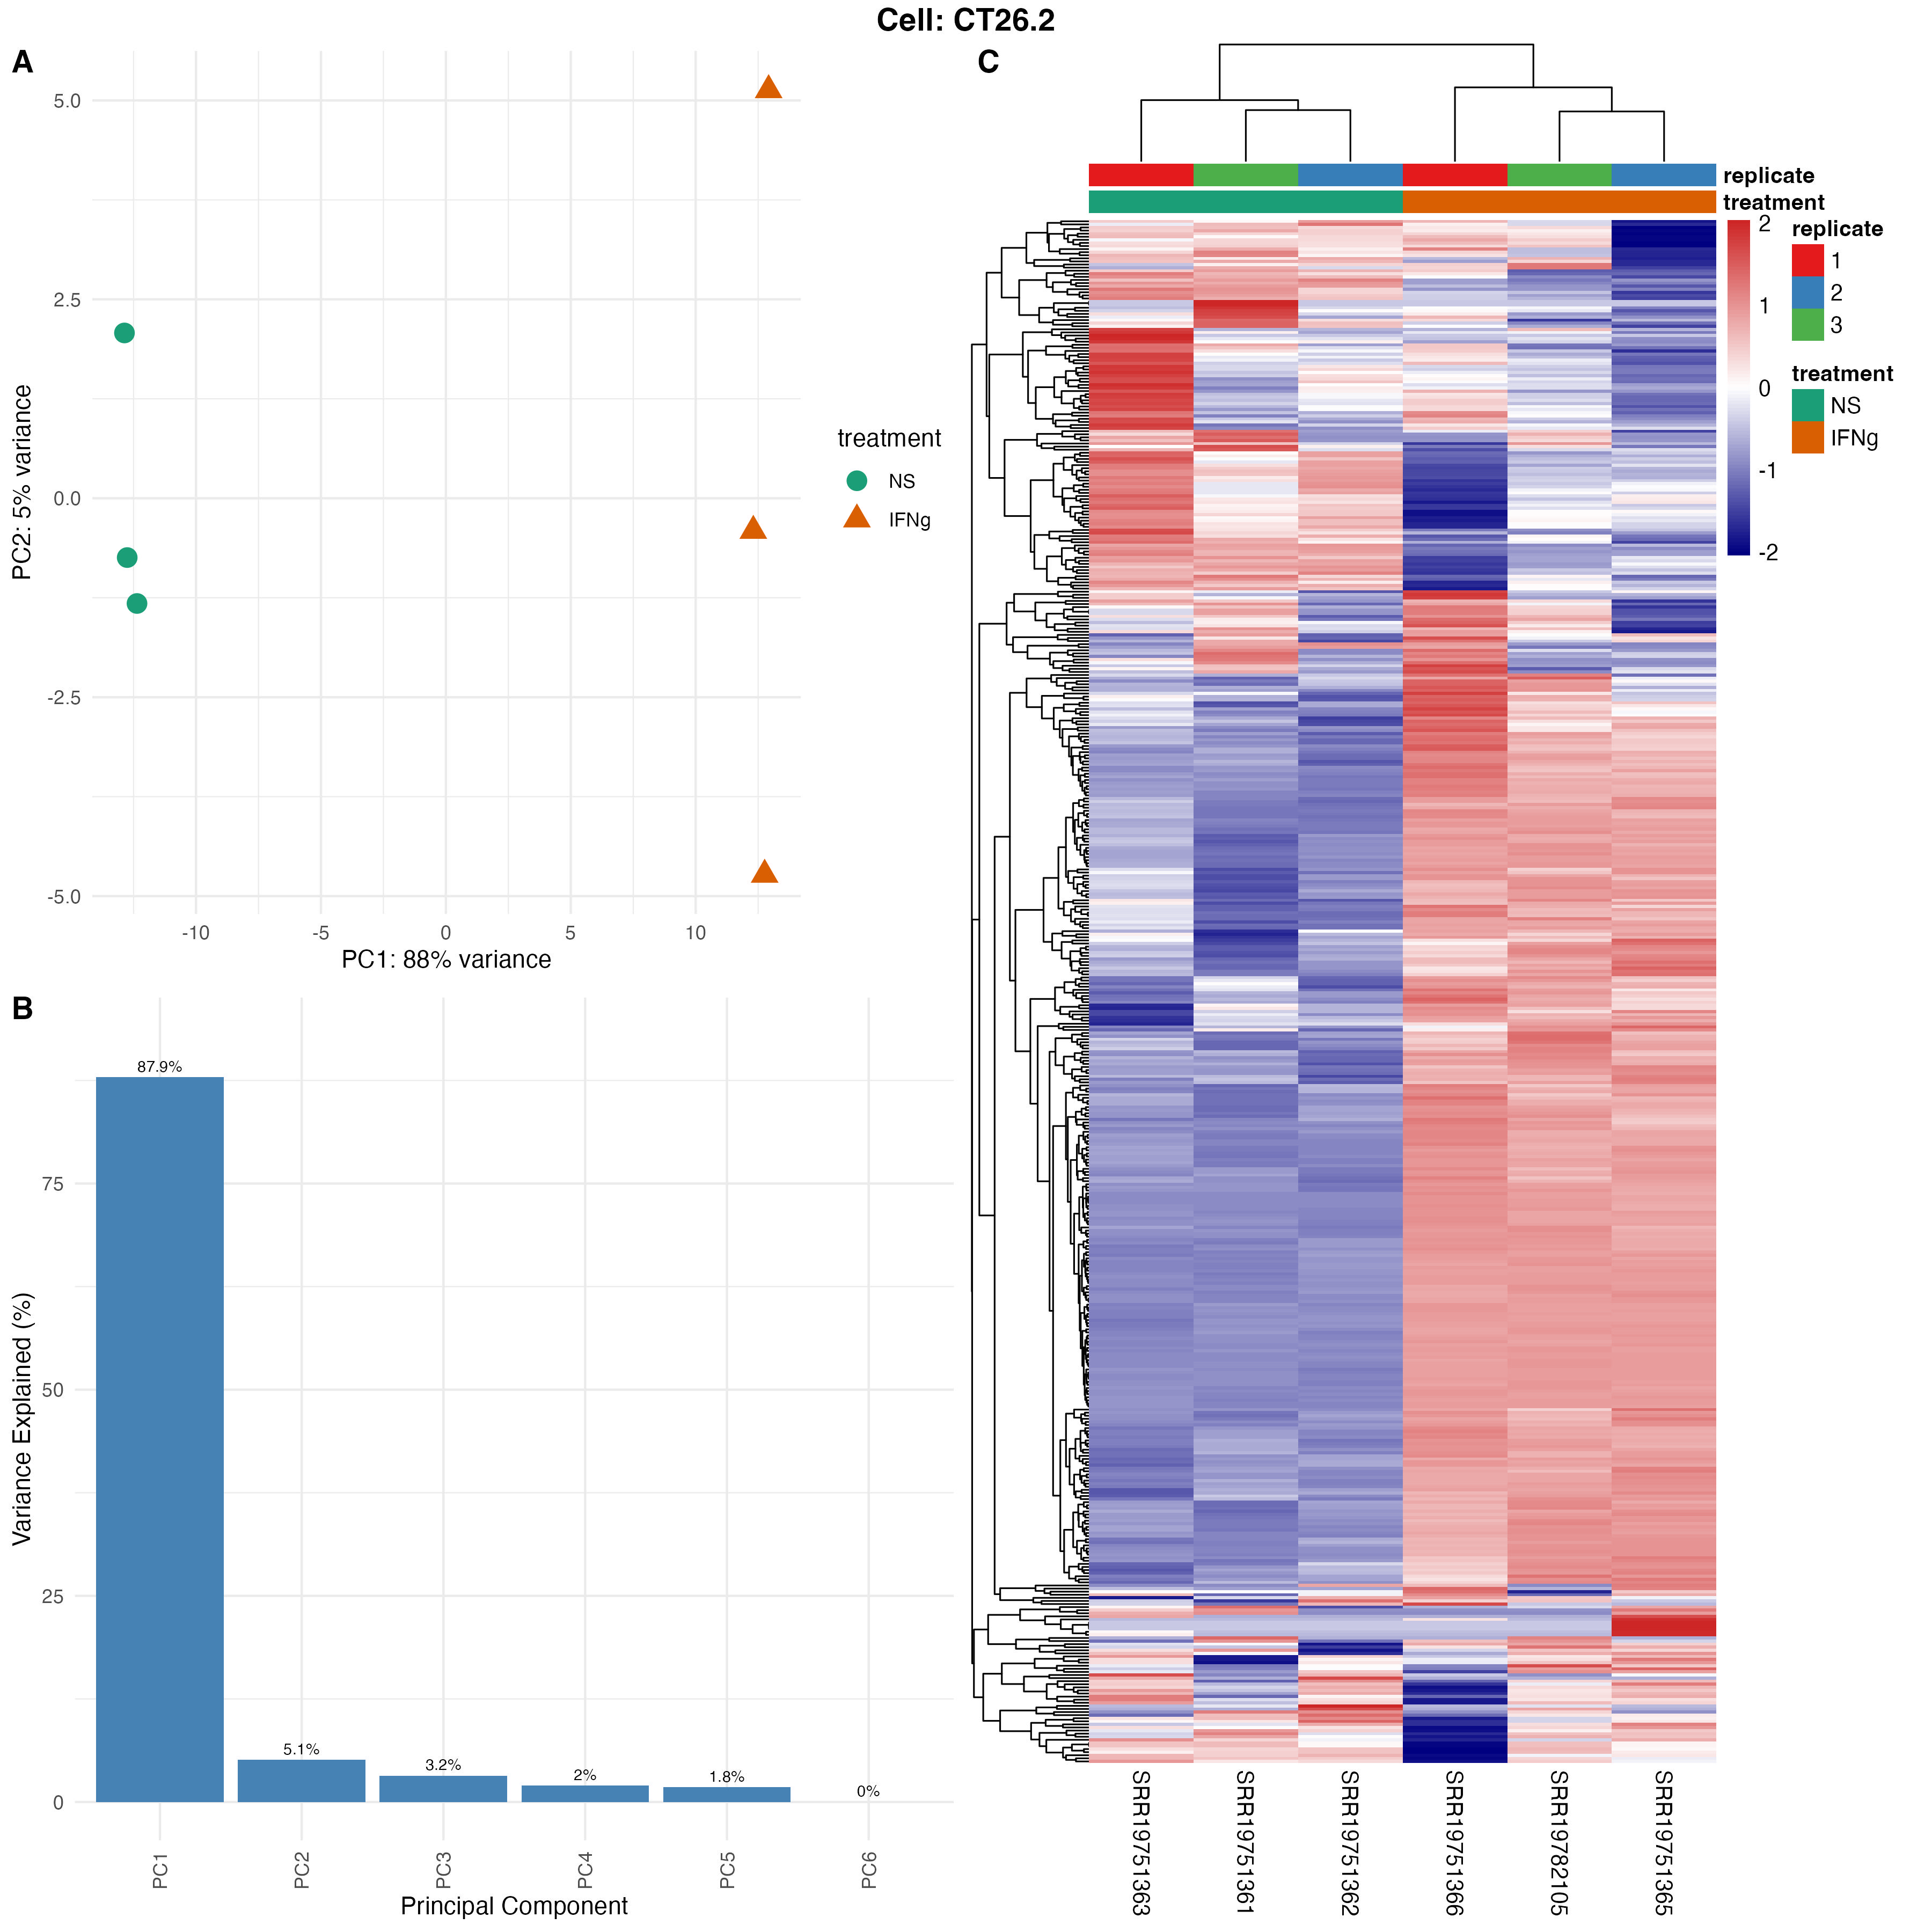 Cell: CT26.2
A
5.0
2.5
0.0
-2.5
-5.0
PC2: 5% variance
-10 -5 0 5 10
PC1: 88% variance
treatment
NS
IFNg
B
87.9%
5.1%
3.2%
2%
1.8%
0%
75
50
25
0
Variance Explained (%)
PC1 PC2 PC3 PC4 PC5 PC6
Principal Component
C
replicate
treatment
2
1
0
-1
-2
replicate
1
2
3
treatment
NS
IFNg
SRR19751363
SRR19751361
SRR19751362
SRR19751366
SRR19782105
SRR19751365